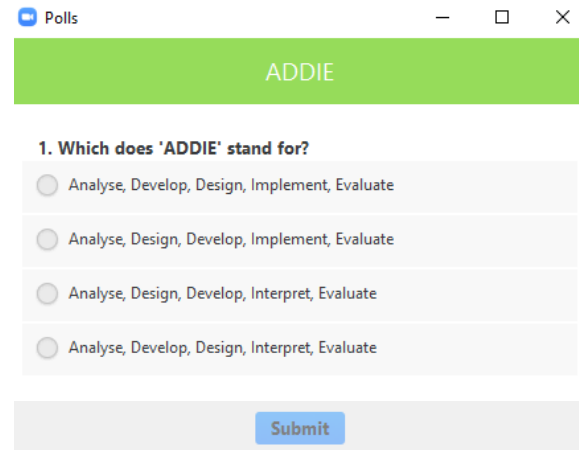 Polls
ADDIE
1. Which does 'ADDIE' stand for?
Analyse, Develop, Design, Implement, Evaluate
Analyse, Design, Develop, Implement, Evaluate
Analyse, Design, Develop, Interpret, Evaluate
Analyse, Develop, Design, Interpret, Evaluate
Submit